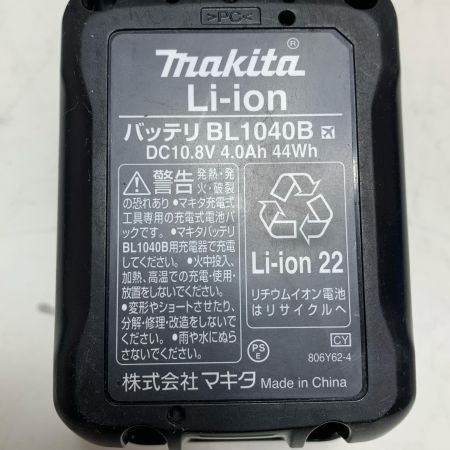 >PC<
makita®
Li-ion
バッテリ BL1040B
DC10.8V 4.0Ah 44Wh
⚠警告 発熱・発
火・破裂
の恐れあり ●マキタ充電式
工具専用の充電式電池パ
ックです。●マキタバッテリ
BL1040B用充電器で充電
してください。●火中投入、
加熱、高温での充電・使用・
放置をしないでください。
●変形やショートさせたり、
分解・修理・改造をしないで
ください。●雨や水にぬら
さないでください。
Li-ion 22
リチウムイオン電池
はリサイクルへ
PS
E
CY
806Y62-4
株式会社 マキタ Made in China